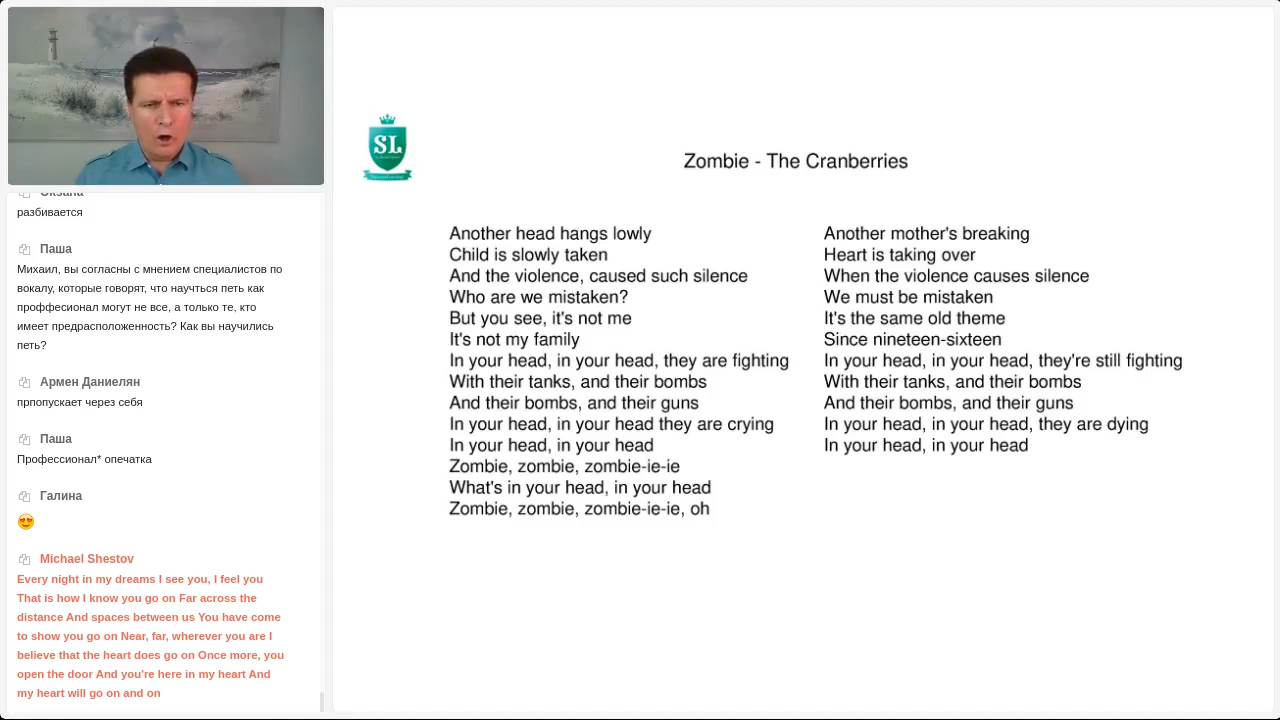 Oksana
разбивается
Паша
Михаил, вы согласны с мнением специалистов по
вокалу, которые говорят, что научться петь как
проффесионал могут не все, а только те, кто
имеет предрасположенность? Как вы научились
петь?
Армен Даниелян
прпопускает через себя
Паша
Профессионал* опечатка
Галина
Michael Shestov
Every night in my dreams I see you, I feel you
That is how I know you go on Far across the
distance And spaces between us You have come
to show you go on Near, far, wherever you are I
believe that the heart does go on Once more, you
open the door And you're here in my heart And
my heart will go on and on
SL
Zombie - The Cranberries
Another head hangs lowly
Child is slowly taken
And the violence, caused such silence
Who are we mistaken?
But you see, it's not me
It's not my family
In your head, in your head, they are fighting
With their tanks, and their bombs
And their bombs, and their guns
In your head, in your head they are crying
In your head, in your head
Zombie, zombie, zombie-ie-ie
What's in your head, in your head
Zombie, zombie, zombie-ie-ie, oh
Another mother's breaking
Heart is taking over
When the violence causes silence
We must be mistaken
It's the same old theme
Since nineteen-sixteen
In your head, in your head, they're still fighting
With their tanks, and their bombs
And their bombs, and their guns
In your head, in your head, they are dying
In your head, in your head